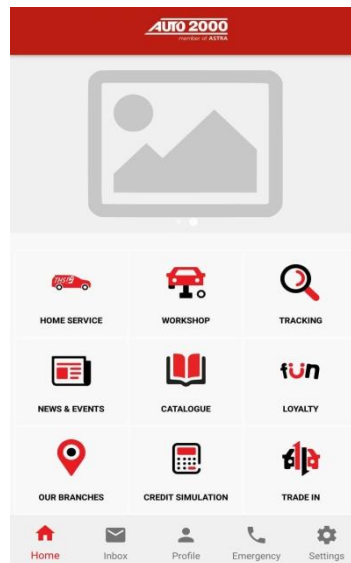 AUTO 2000
member of ASTRA
HOME SERVICE
WORKSHOP
TRACKING
NEWS & EVENTS
CATALOGUE
fun
LOYALTY
OUR BRANCHES
CREDIT SIMULATION
TRADE IN
Home
Inbox
Profile
Emergency
Settings